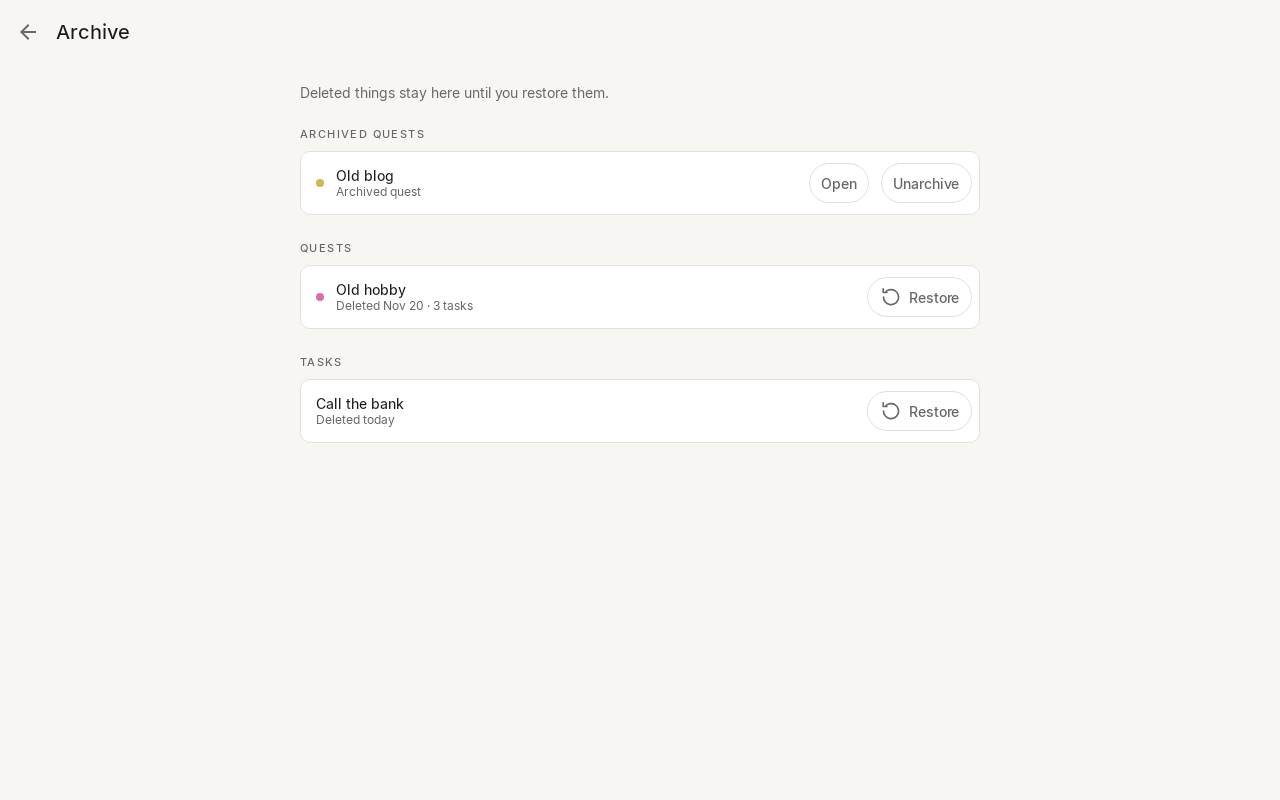 Archive
Deleted things stay here until you restore them.
ARCHIVED QUESTS
Old blog
Archived quest
Open
Unarchive
QUESTS
Old hobby
Deleted Nov 20 · 3 tasks
Restore
TASKS
Call the bank
Deleted today
Restore